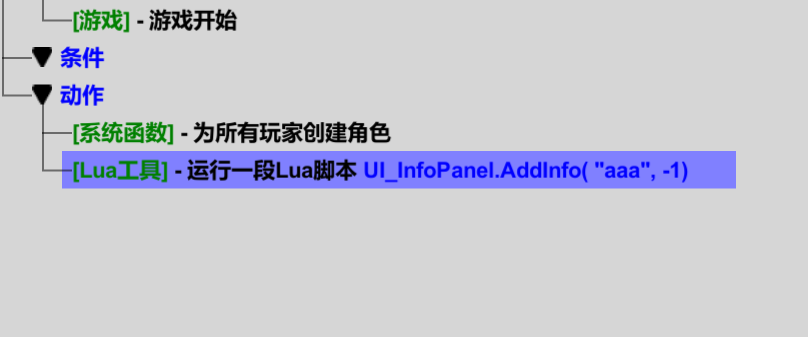 [游戏] - 游戏开始
条件
动作
[系统函数] - 为所有玩家创建角色
[Lua工具] - 运行一段Lua脚本 UI_InfoPanel.AddInfo( "aaa", -1)